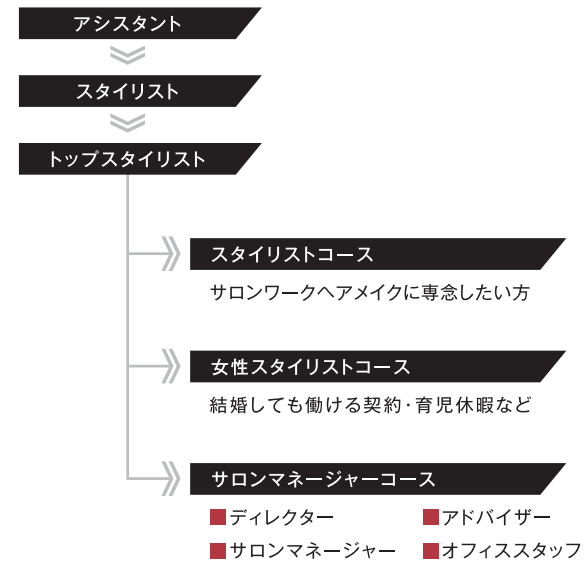 アシスタント
スタイリスト
トップスタイリスト
スタイリストコース
サロンワークヘアメイクに専念したい方
女性スタイリストコース
結婚しても働ける契約・育児休暇など
サロンマネージャーコース
ディレクター アドバイザー
サロンマネージャー オフィススタッフ